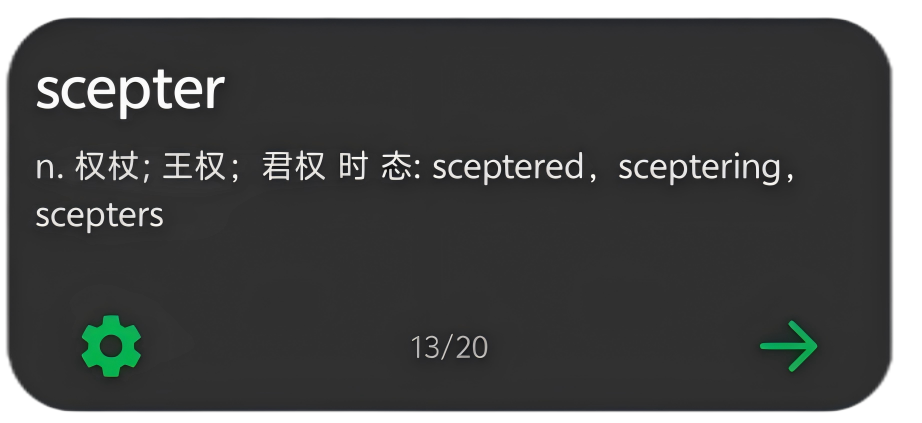 scepter
n. 权杖; 王权；君权 时 态: sceptered，sceptering，
scepters
13/20